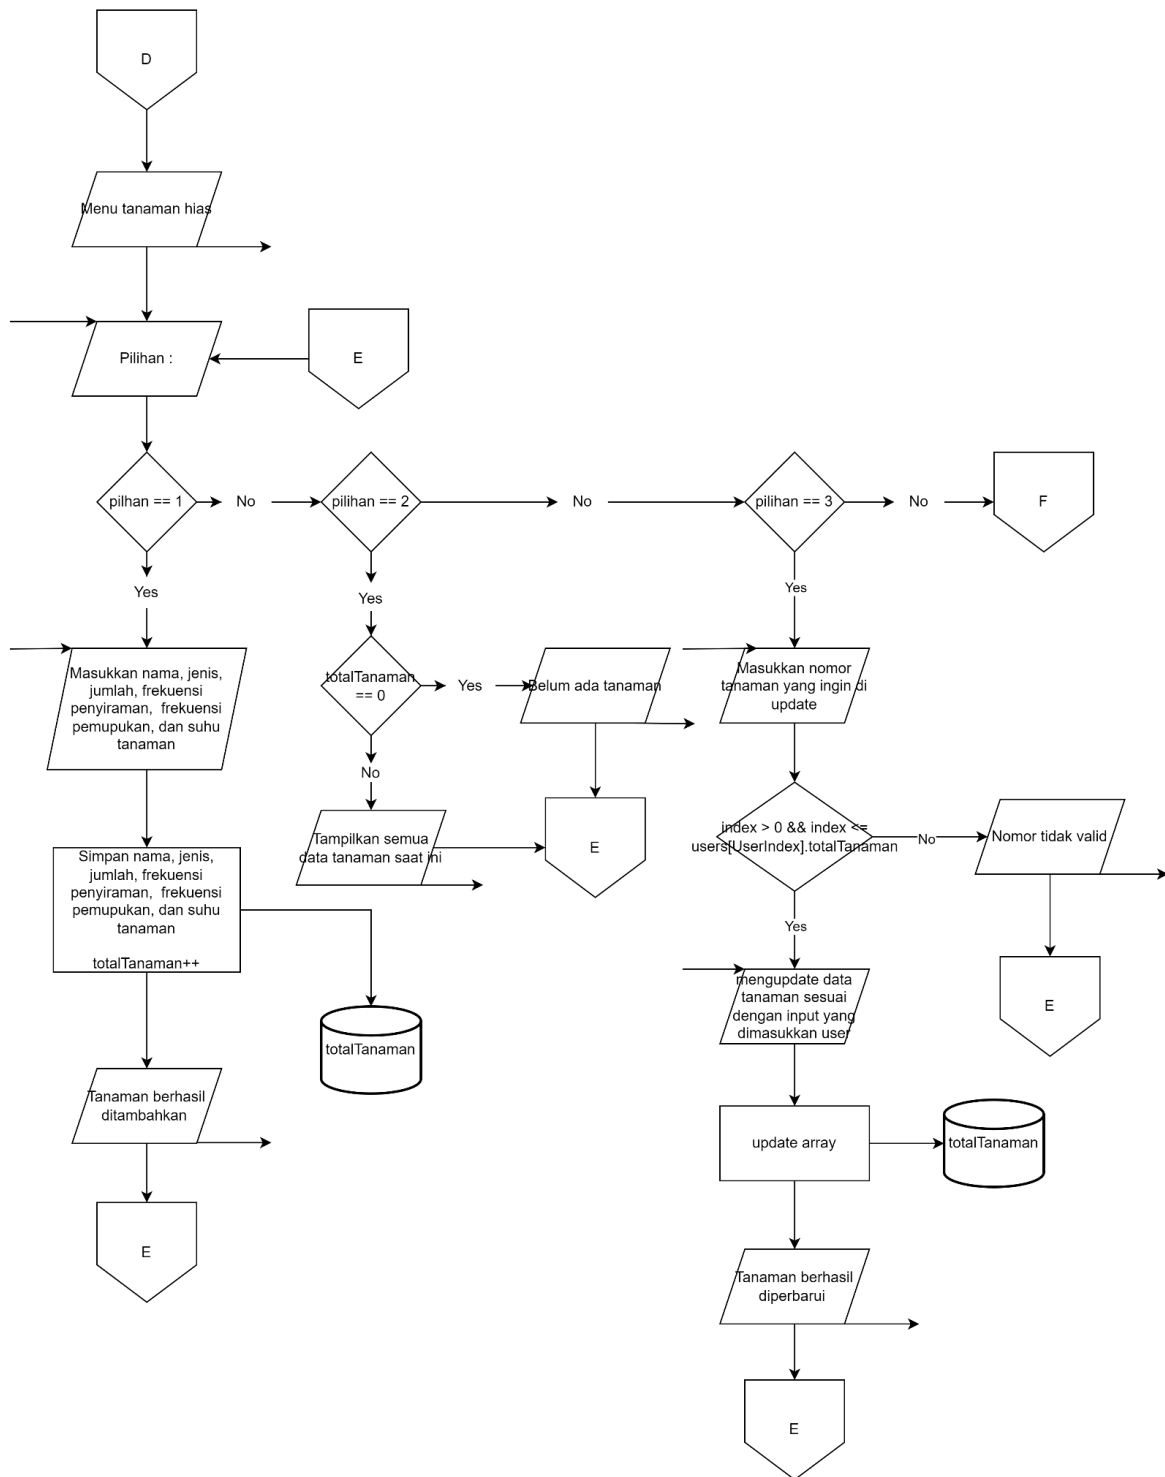 D
Menu tanaman hias
Pilihan :
E
pilhan == 1
No
pilihan == 2
No
pilihan == 3
No
F
Yes
Yes
Yes
Masukkan nama, jenis,
jumlah, frekuensi
penyiraman, frekuensi
pemupukan, dan suhu
tanaman
totalTanaman
== 0
Yes
Belum ada tanaman
Masukkan nomor
tanaman yang ingin di
update
No
Tampilkan semua
data tanaman saat ini
E
index > 0 && index <=
users[UserIndex].totalTanaman
No
Nomor tidak valid
Simpan nama, jenis,
jumlah, frekuensi
penyiraman, frekuensi
pemupukan, dan suhu
tanaman
totalTanaman++
Yes
E
totalTanaman
mengupdate data
tanaman sesuai
dengan input yang
dimasukkan user
Tanaman berhasil
ditambahkan
update array
totalTanaman
E
Tanaman berhasil
diperbarui
E